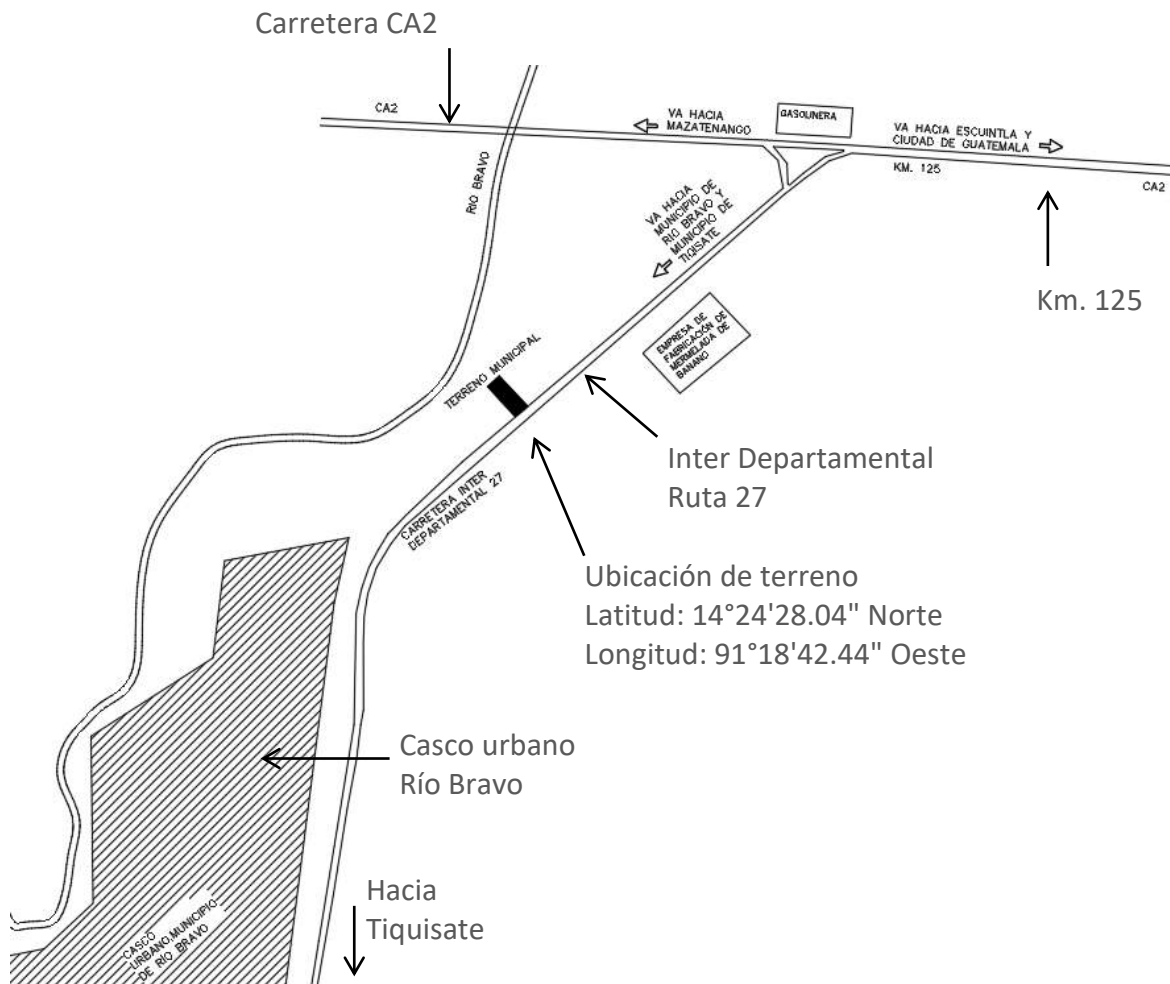 Carretera CA2
CA2
VA HACIA
MAZATENANGO
GASOLINERA
VA HACIA ESCUINTLA Y
CIUDAD DE GUATEMALA
KM. 125
CA2
RIO BRAVO
VA HACIA
MUNICIPIO DE
RIO BRAVO Y
MUNICIPIO DE
TIQISATE
Km. 125
EMPRESA DE
FABRICACIÓN DE
MERMELADA DE
BANANO
TERRENO MUNICIPAL
Inter Departamental
Ruta 27
CARRETERA INTER
DEPARTAMENTAL 27
Ubicación de terreno
Latitud: 14°24'28.04" Norte
Longitud: 91°18'42.44" Oeste
Casco urbano
Río Bravo
Hacia
Tiquisate
CASCO
URBANO,MUNICIPIO
DE RÍO BRAVO